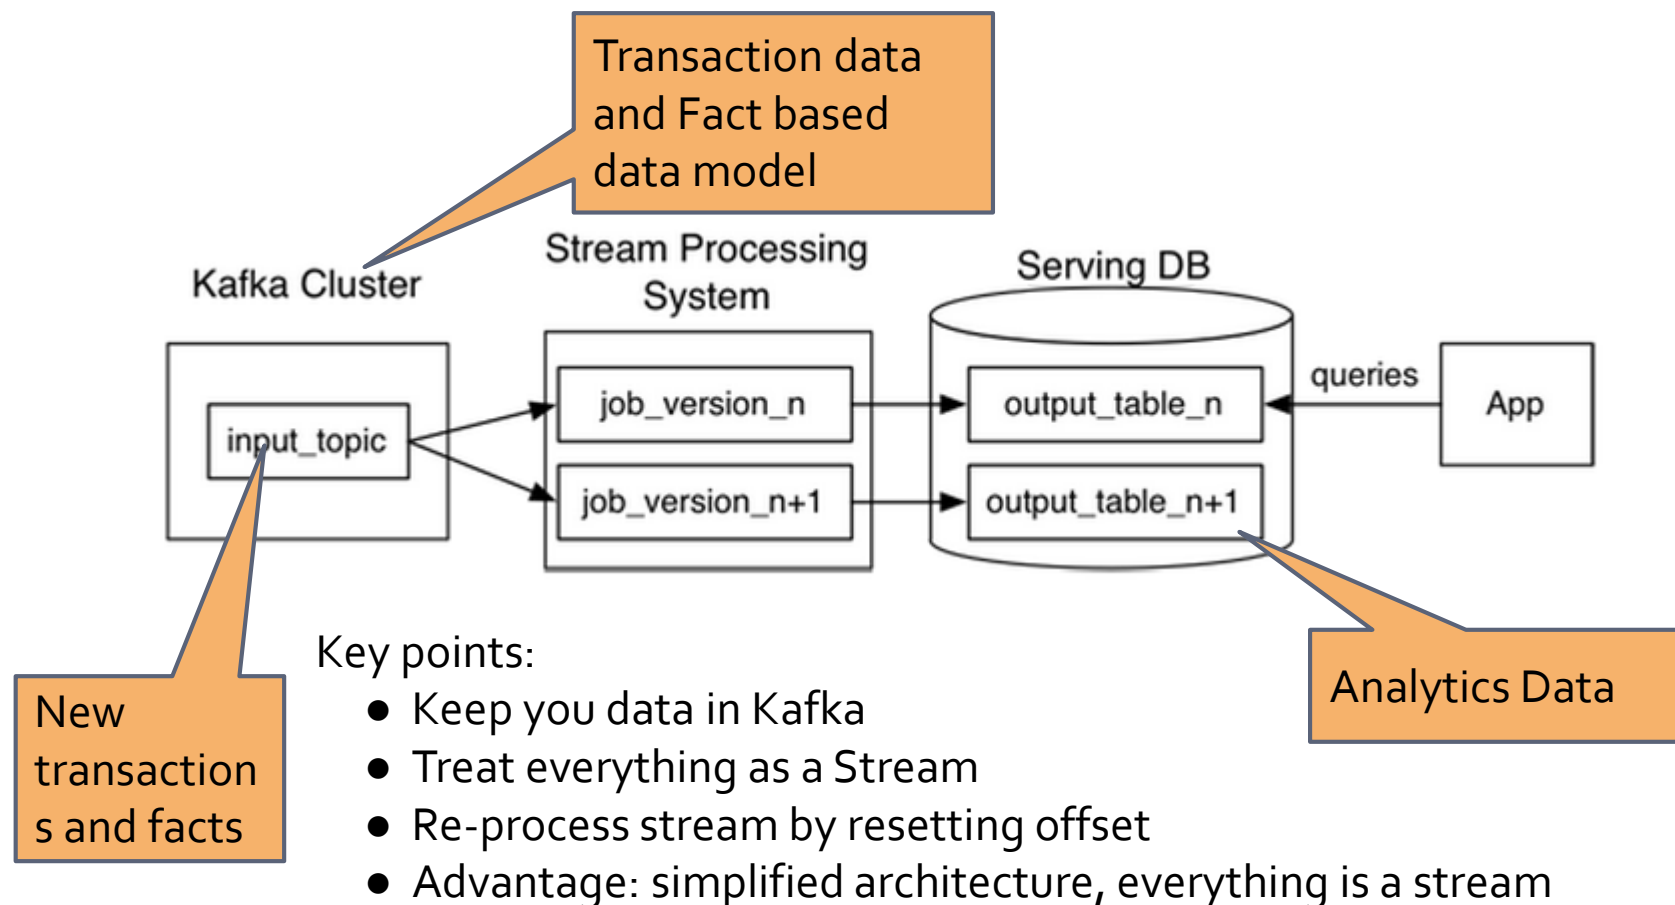 Transaction data
and Fact based
data model
Kafka Cluster
Stream Processing
System
Serving DB
input_topic
job_version_n
job_version_n+1
output_table_n
output_table_n+1
queries
App
New
transaction
s and facts
Analytics Data
Key points:
● Keep you data in Kafka
● Treat everything as a Stream
● Re-process stream by resetting offset
● Advantage: simplified architecture, everything is a stream